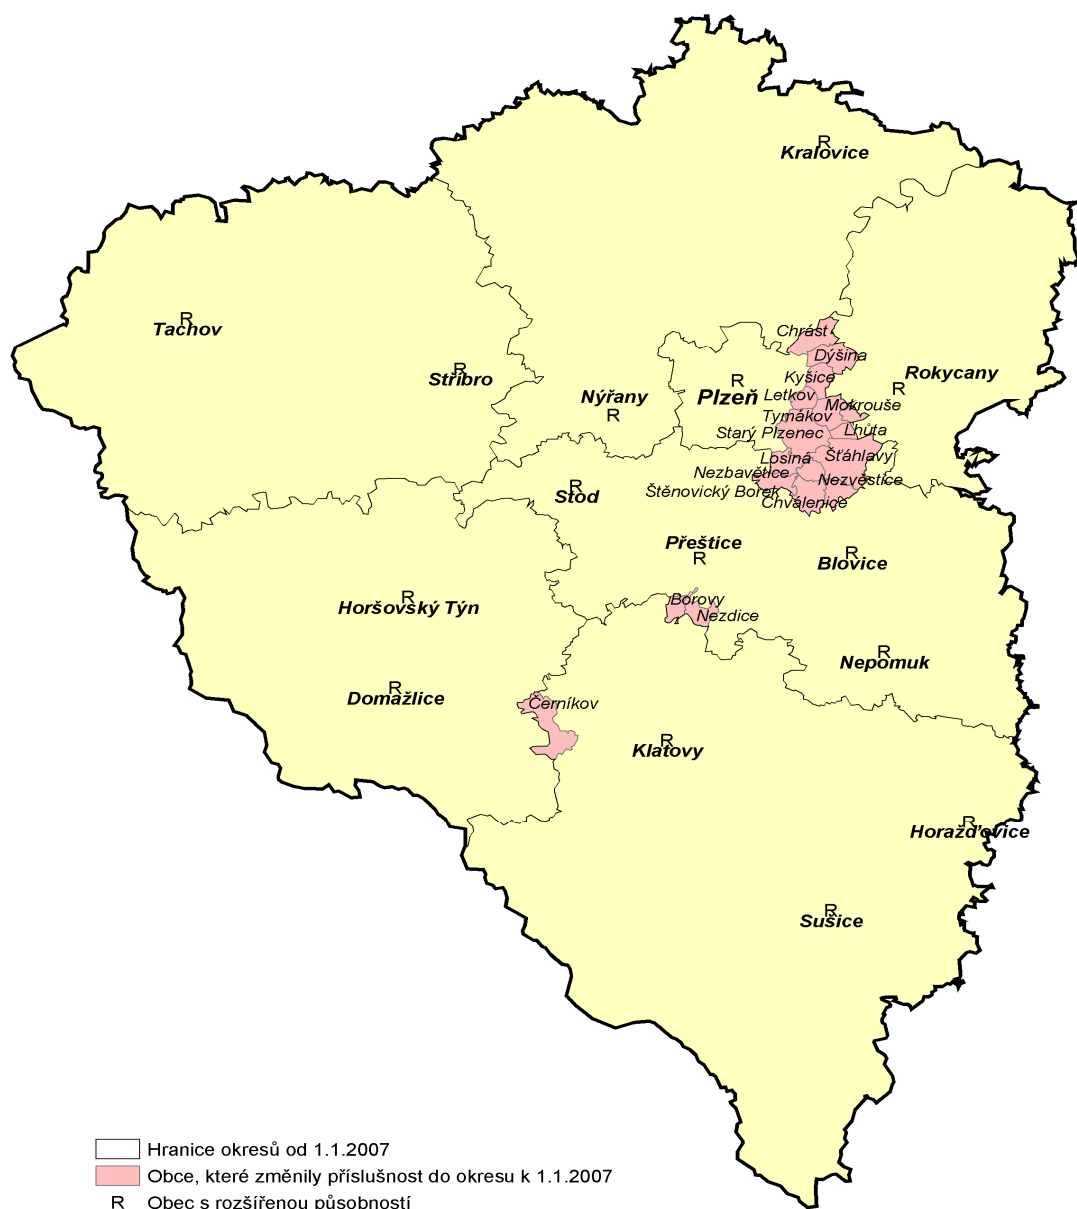 R
Kralovice
R
Tachov
Chrást
Dýšina
R
Stříbro
Kyšice
R
Plzeň
Rokycany
R
Nýřany
R
Letkov
Mokrouše
Tymákov
Starý Plzenec
Lhůta
Losiná
Šťáhlavy
Nezbavětice
Nezvěstice
Štěnovický Borek
Chválenice
R
Stod
Přeštice
R
R
Blovice
R
Horšovský Týn
Borovy
Nezdice
R
Nepomuk
R
Domažlice
Černíkov
R
Klatovy
R
Horažďovice
R
Sušice
Hranice okresů od 1.1.2007
Obce, které změnily příslušnost do okresu k 1.1.2007
R Obec s rozšířenou působností